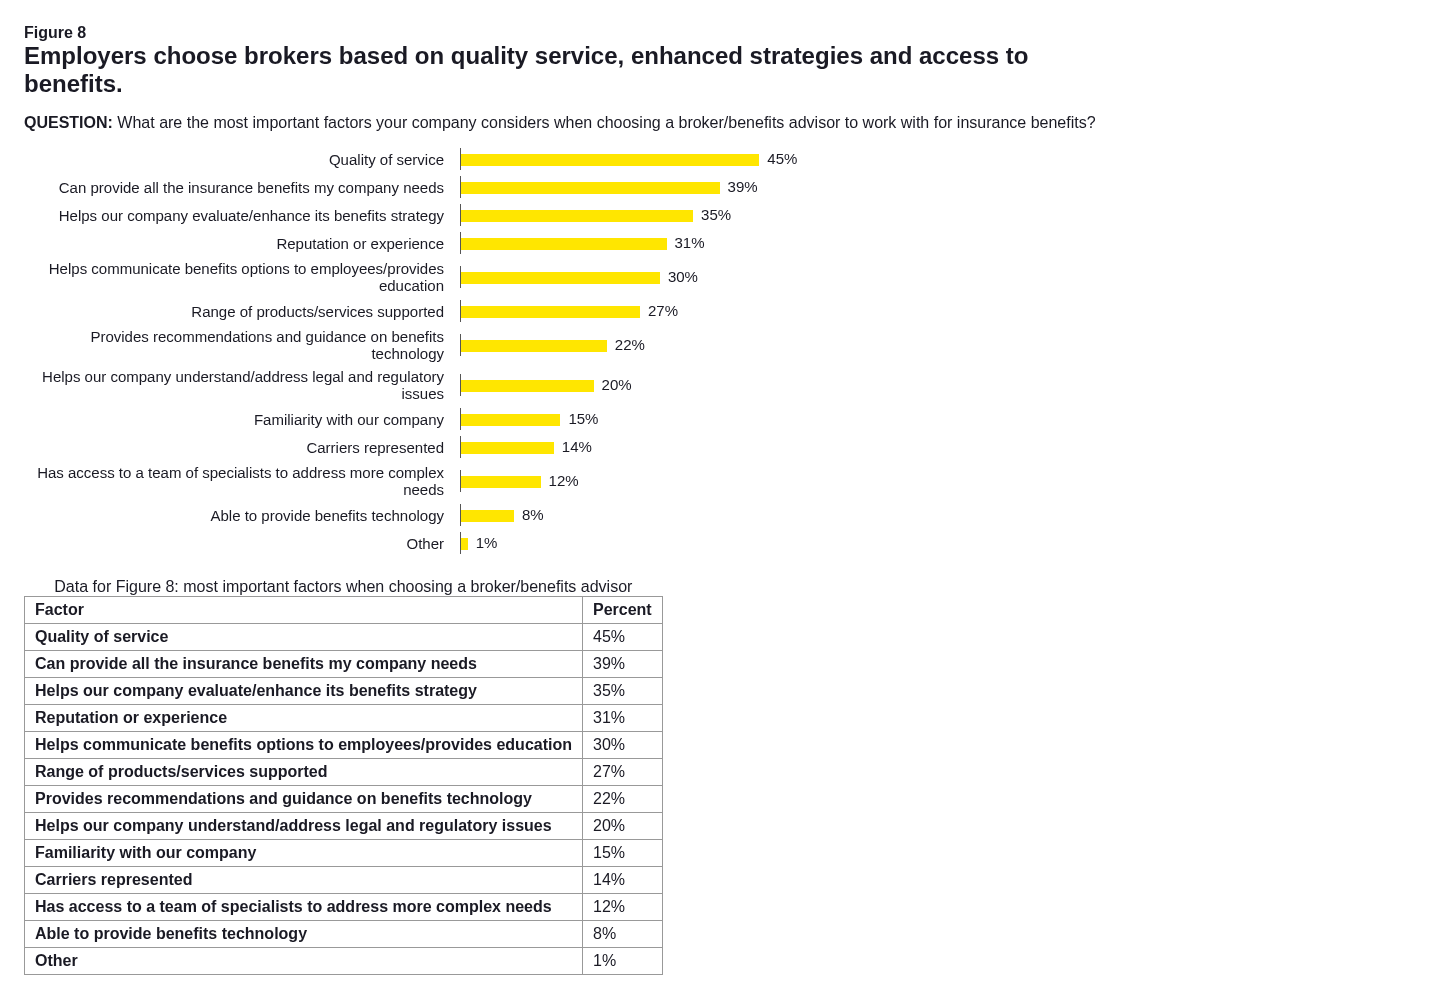 Figure 8
Employers choose brokers based on quality service, enhanced strategies and access to
benefits.
QUESTION: What are the most important factors your company considers when choosing a broker/benefits advisor to work with for insurance benefits?
Quality of service 45%
Can provide all the insurance benefits my company needs 39%
Helps our company evaluate/enhance its benefits strategy 35%
Reputation or experience 31%
Helps communicate benefits options to employees/provides
education 30%
Range of products/services supported 27%
Provides recommendations and guidance on benefits
technology 22%
Helps our company understand/address legal and regulatory
issues 20%
Familiarity with our company 15%
Carriers represented 14%
Has access to a team of specialists to address more complex
needs 12%
Able to provide benefits technology 8%
Other 1%
Data for Figure 8: most important factors when choosing a broker/benefits advisor
Factor Percent
Quality of service 45%
Can provide all the insurance benefits my company needs 39%
Helps our company evaluate/enhance its benefits strategy 35%
Reputation or experience 31%
Helps communicate benefits options to employees/provides education 30%
Range of products/services supported 27%
Provides recommendations and guidance on benefits technology 22%
Helps our company understand/address legal and regulatory issues 20%
Familiarity with our company 15%
Carriers represented 14%
Has access to a team of specialists to address more complex needs 12%
Able to provide benefits technology 8%
Other 1%